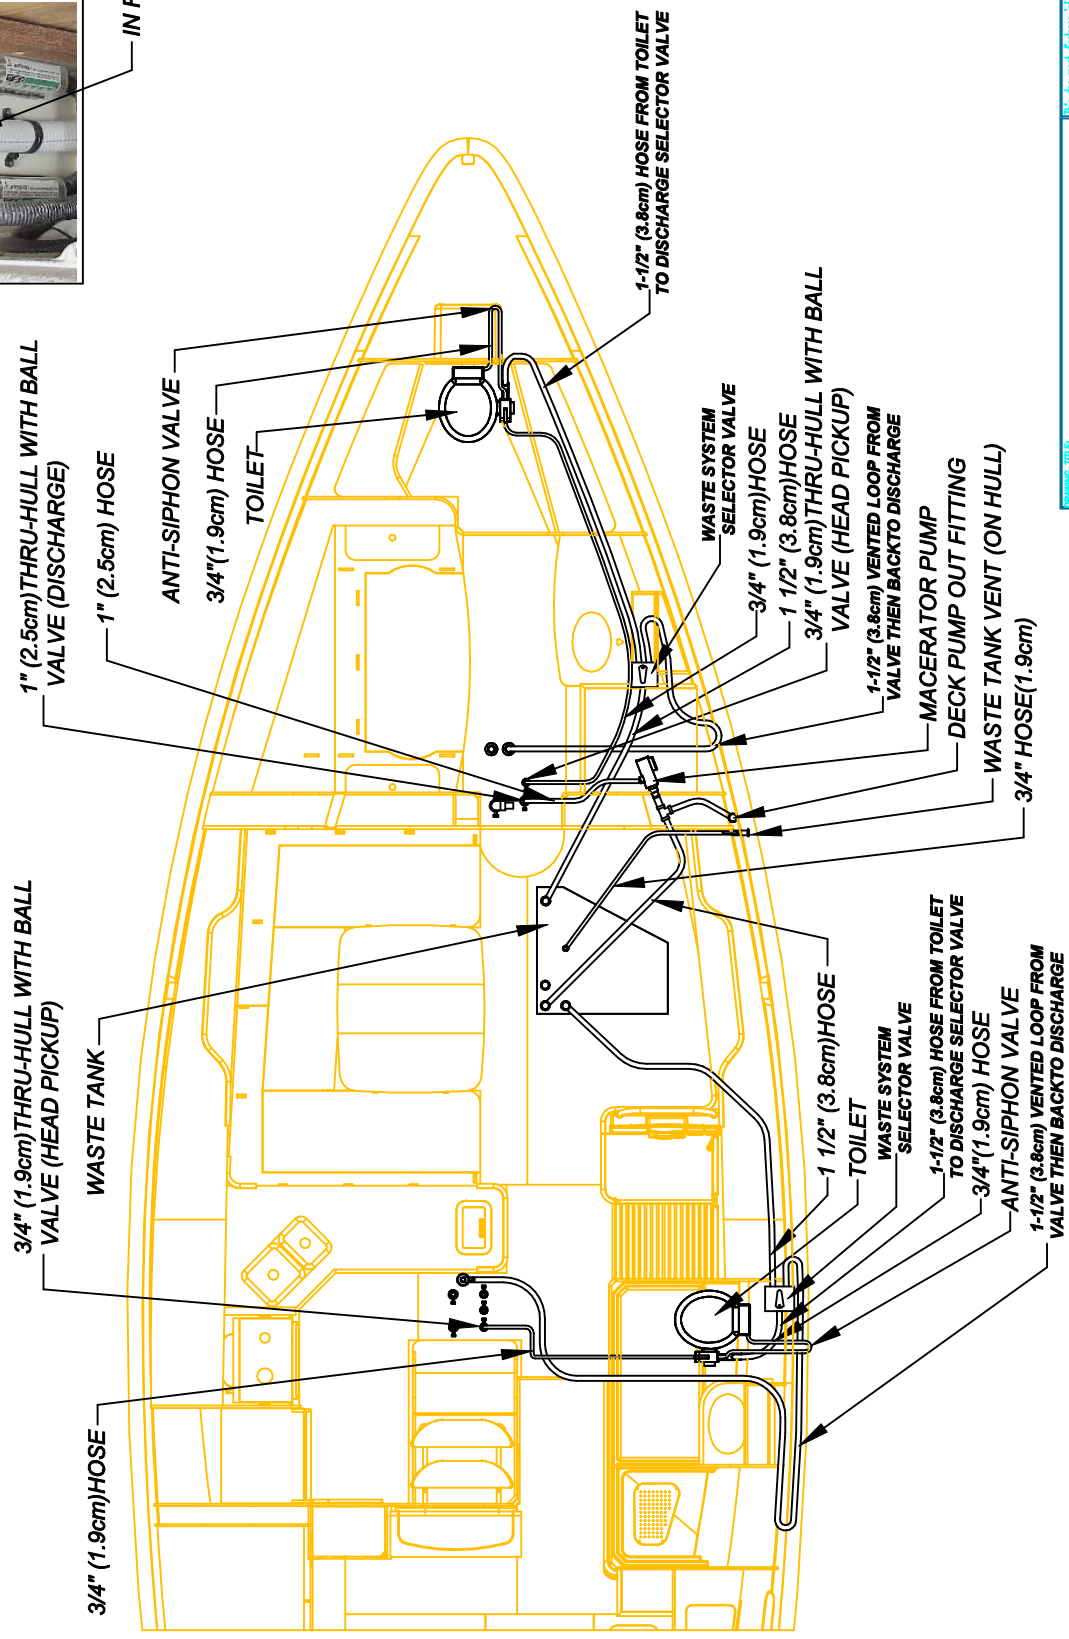 IN
1" (2.5cm)THRU-HULL WITH BALL
VALVE (DISCHARGE)
1" (2.5cm) HOSE
ANTI-SIPHON VALVE
3/4"(1.9cm) HOSE
TOILET
3/4" (1.9cm)THRU-HULL WITH BALL
VALVE (HEAD PICKUP)
WASTE TANK
3/4" (1.9cm)HOSE
1-1/2" (3.8cm) HOSE FROM TOILET
TO DISCHARGE SELECTOR VALVE
WASTE SYSTEM
SELECTOR VALVE
3/4" (1.9cm)HOSE
1 1/2" (3.8cm)HOSE
3/4" (1.9cm)THRU-HULL WITH BALL
VALVE (HEAD PICKUP)
1-1/2" (3.8cm) VENTED LOOP FROM
VALVE THEN BACKTO DISCHARGE
MACERATOR PUMP
DECK PUMP OUT FITTING
WASTE TANK VENT (ON HULL)
3/4" HOSE(1.9cm)
1 1/2" (3.8cm)HOSE
TOILET
WASTE SYSTEM
SELECTOR VALVE
1-1/2" (3.8cm) HOSE FROM TOILET
TO DISCHARGE SELECTOR VALVE
3/4"(1.9cm) HOSE
ANTI-SIPHON VALVE
1-1/2" (3.8cm) VENTED LOOP FROM
VALVE THEN BACKTO DISCHARGE
DRAWING TITLE: